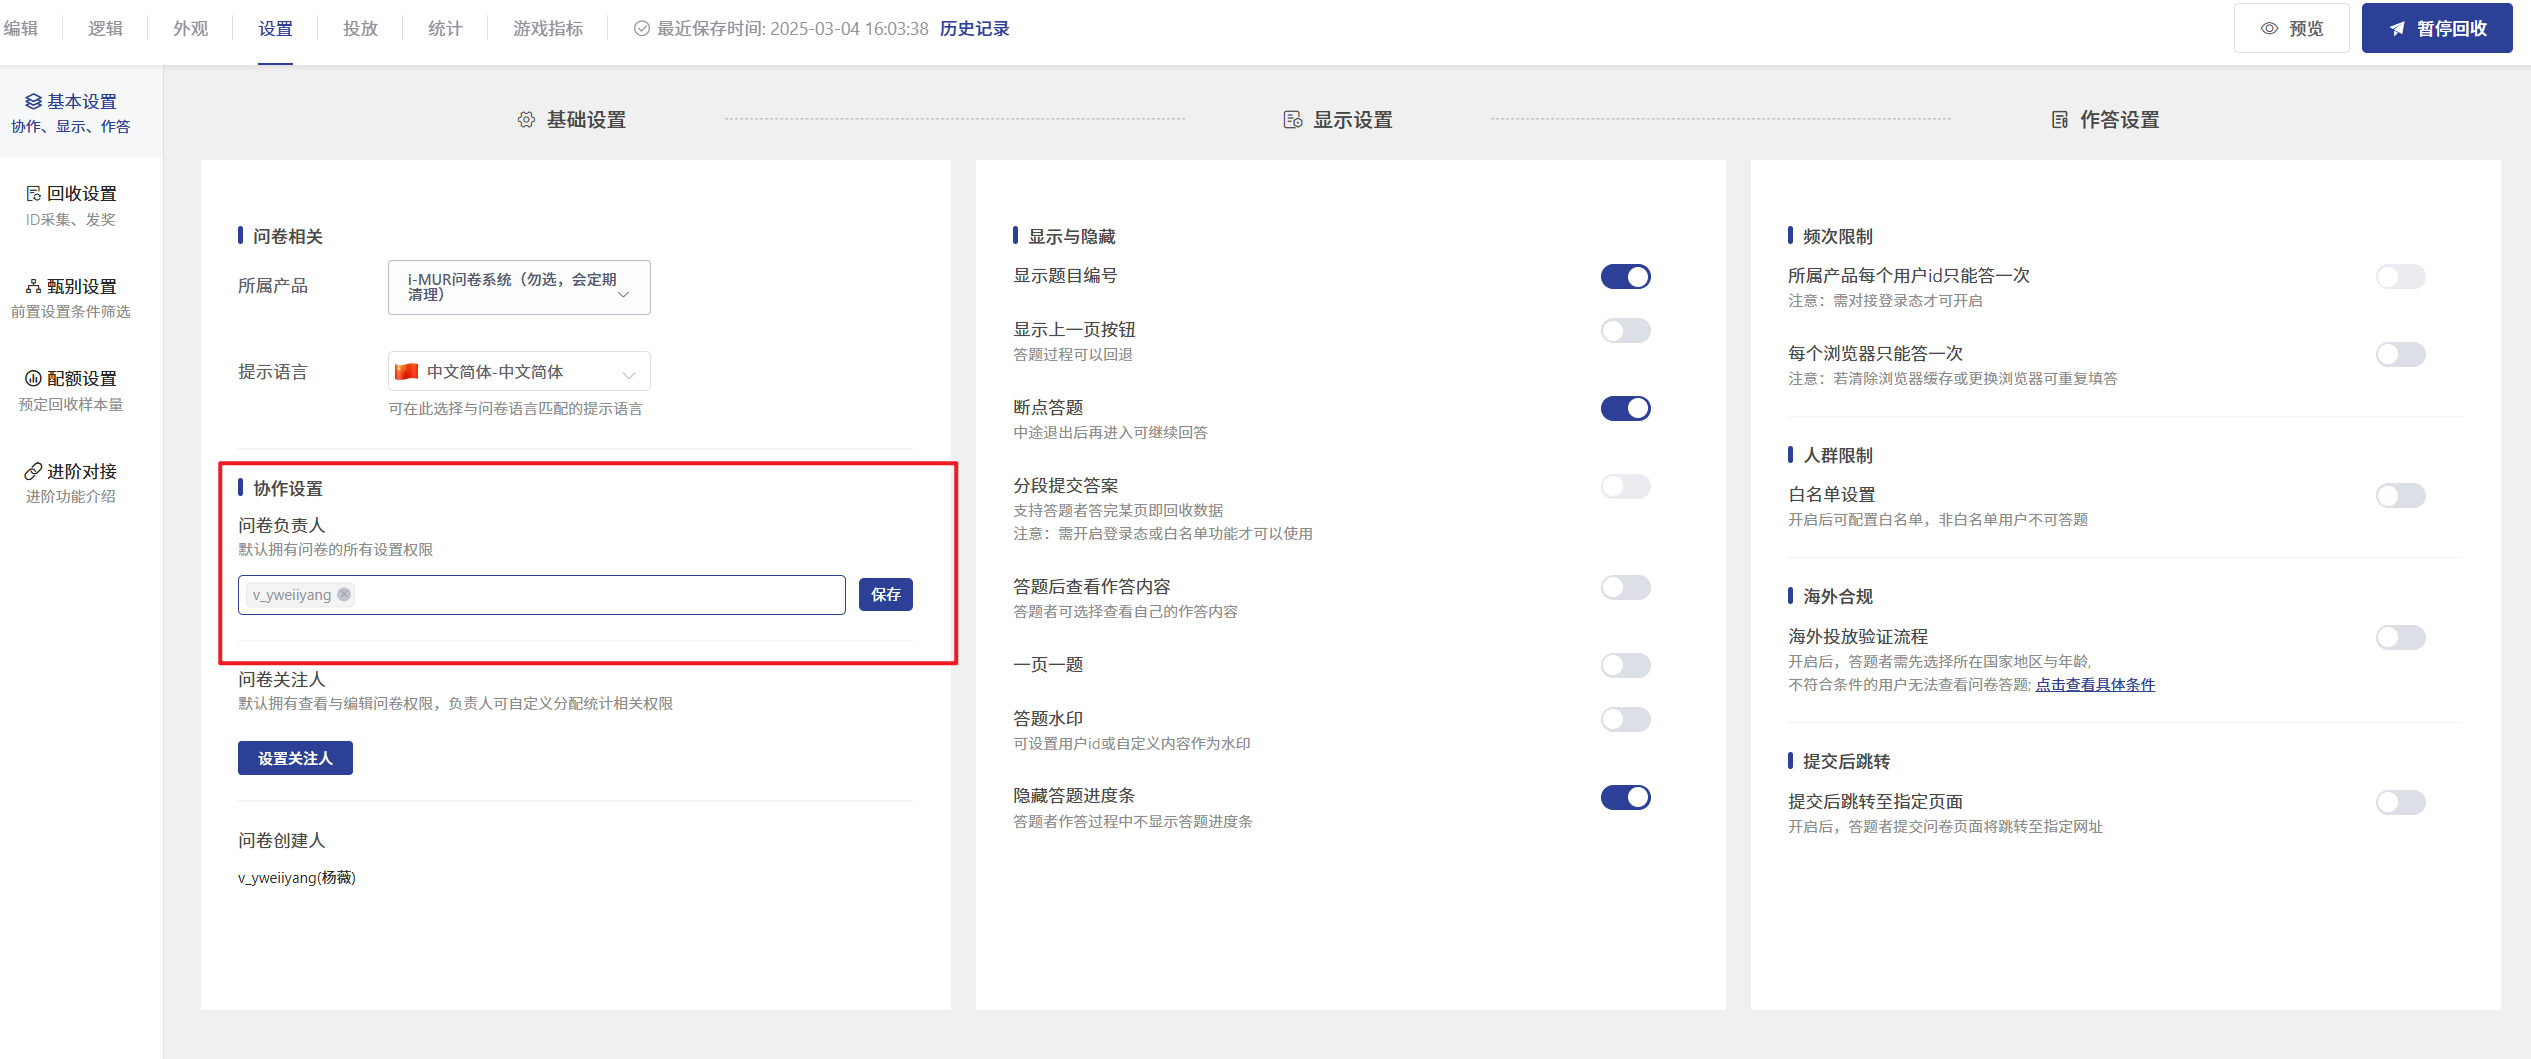 编辑
逻辑
外观
设置
投放
统计
游戏指标
最近保存时间: 2025-03-04 16:03:38 历史记录
预览
暂停回收
基本设置
协作、显示、作答
回收设置
ID采集、发奖
甄别设置
前置设置条件筛选
配额设置
预定回收样本量
进阶对接
进阶功能介绍
基础设置
显示设置
作答设置
问卷相关
所属产品
i-MUR问卷系统（勿选，会定期
清理）
提示语言
中文简体-中文简体
可在此选择与问卷语言匹配的提示语言
协作设置
问卷负责人
默认拥有问卷的所有设置权限
v_yweiiyang
保存
问卷关注人
默认拥有查看与编辑问卷权限，负责人可自定义分配统计相关权限
设置关注人
问卷创建人
v_yweiiyang(杨薇)
显示与隐藏
显示题目编号
显示上一页按钮
答题过程可以回退
断点答题
中途退出后再进入可继续回答
分段提交答案
支持答题者答完某页即回收数据
注意：需开启登录态或白名单功能才可以使用
答题后查看作答内容
答题者可选择查看自己的作答内容
一页一题
答题水印
可设置用户id或自定义内容作为水印
隐藏答题进度条
答题者作答过程中不显示答题进度条
频次限制
所属产品每个用户id只能答一次
注意：需对接登录态才可开启
每个浏览器只能答一次
注意：若清除浏览器缓存或更换浏览器可重复填答
人群限制
白名单设置
开启后可配置白名单，非白名单用户不可答题
海外合规
海外投放验证流程
开启后，答题者需先选择所在国家地区与年龄,
不符合条件的用户无法查看问卷答题; 点击查看具体条件
提交后跳转
提交后跳转至指定页面
开启后，答题者提交问卷页面将跳转至指定网址